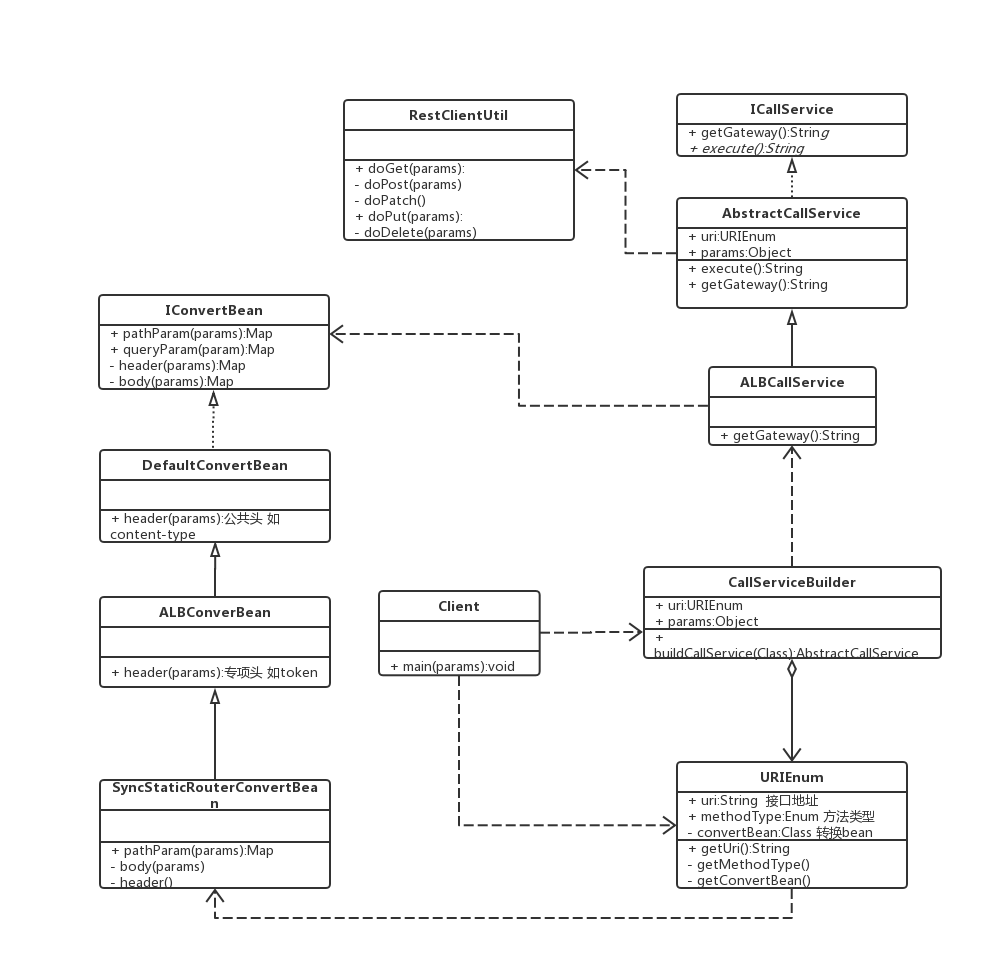 RestClientUtil
+ doGet(params):
- doPost(params)
- doPatch()
+ doPut(params):
- doDelete(params)
ICallService
+ getGateway():String
+ execute():String
AbstractCallService
+ uri:URIEnum
+ params:Object
+ execute():String
+ getGateway():String
IConvertBean
+ pathParam(params):Map
+ queryParam(param):Map
- header(params):Map
- body(params):Map
ALBCallService
+ getGateway():String
DefaultConvertBean
+ header(params):公共头 如
content-type
CallServiceBuilder
+ uri:URIEnum
+ params:Object
+
buildCallService(Class):AbstractCallService
Client
+ main(params):void
ALBConverBean
+ header(params):专项头 如token
URIEnum
+ uri:String 接口地址
+ methodType:Enum 方法类型
- convertBean:Class 转换bean
+ getUri():String
- getMethodType()
- getConvertBean()
SyncStaticRouterConvertBea
n
+ pathParam(params):Map
- body(params)
- header()